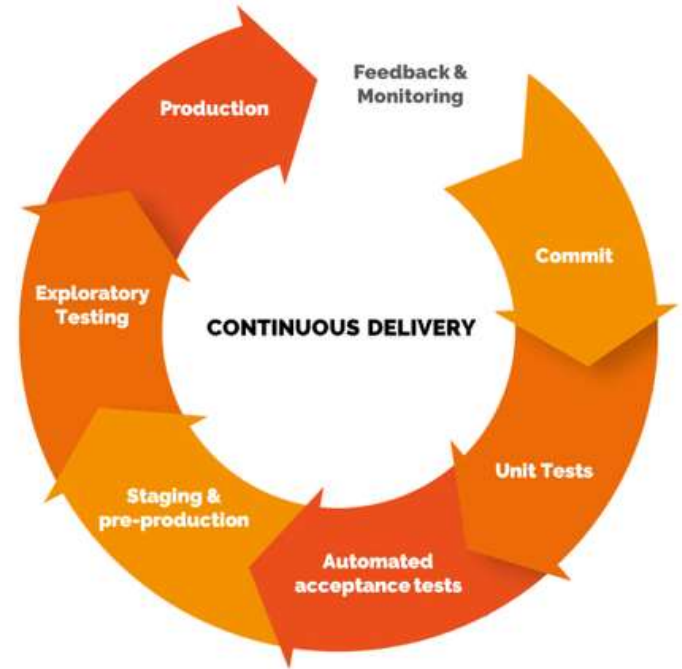 Feedback &
Monitoring
Production
Commit
Exploratory
Testing
CONTINUOUS DELIVERY
Unit Tests
Staging &
pre-production
Automated
acceptance tests